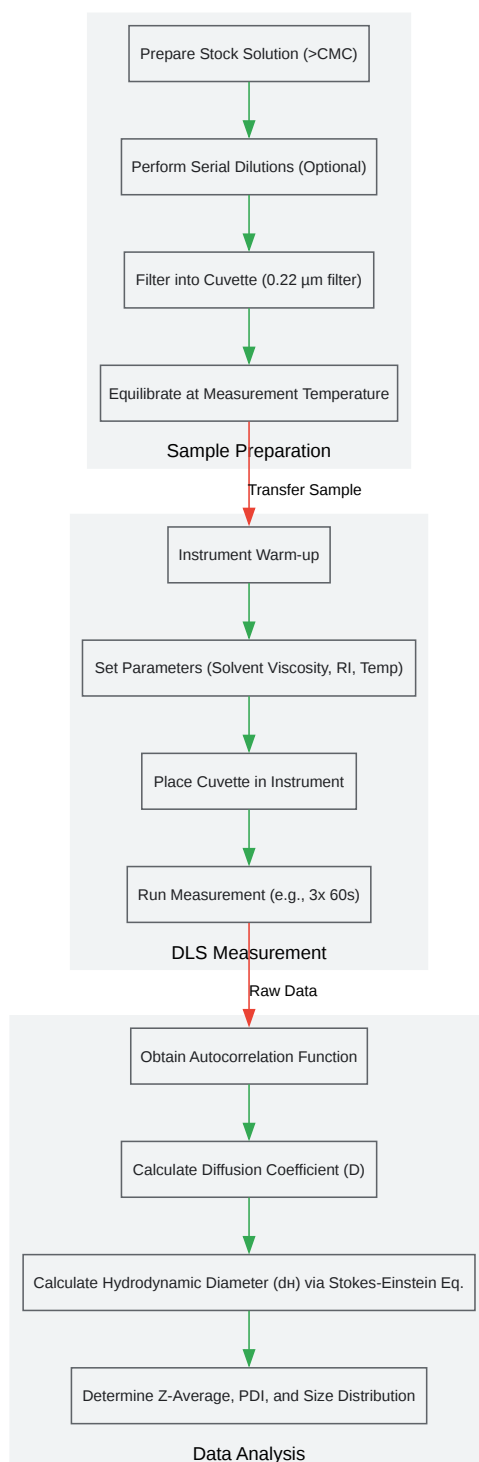 Prepare Stock Solution (>CMC)
Perform Serial Dilutions (Optional)
Filter into Cuvette (0.22 µm filter)
Equilibrate at Measurement Temperature
Sample Preparation
Transfer Sample
Instrument Warm-up
Set Parameters (Solvent Viscosity, RI, Temp)
Place Cuvette in Instrument
Run Measurement (e.g., 3x 60s)
DLS Measurement
Raw Data
Obtain Autocorrelation Function
Calculate Diffusion Coefficient (D)
Calculate Hydrodynamic Diameter (dʜ) via Stokes-Einstein Eq.
Determine Z-Average, PDI, and Size Distribution
Data Analysis